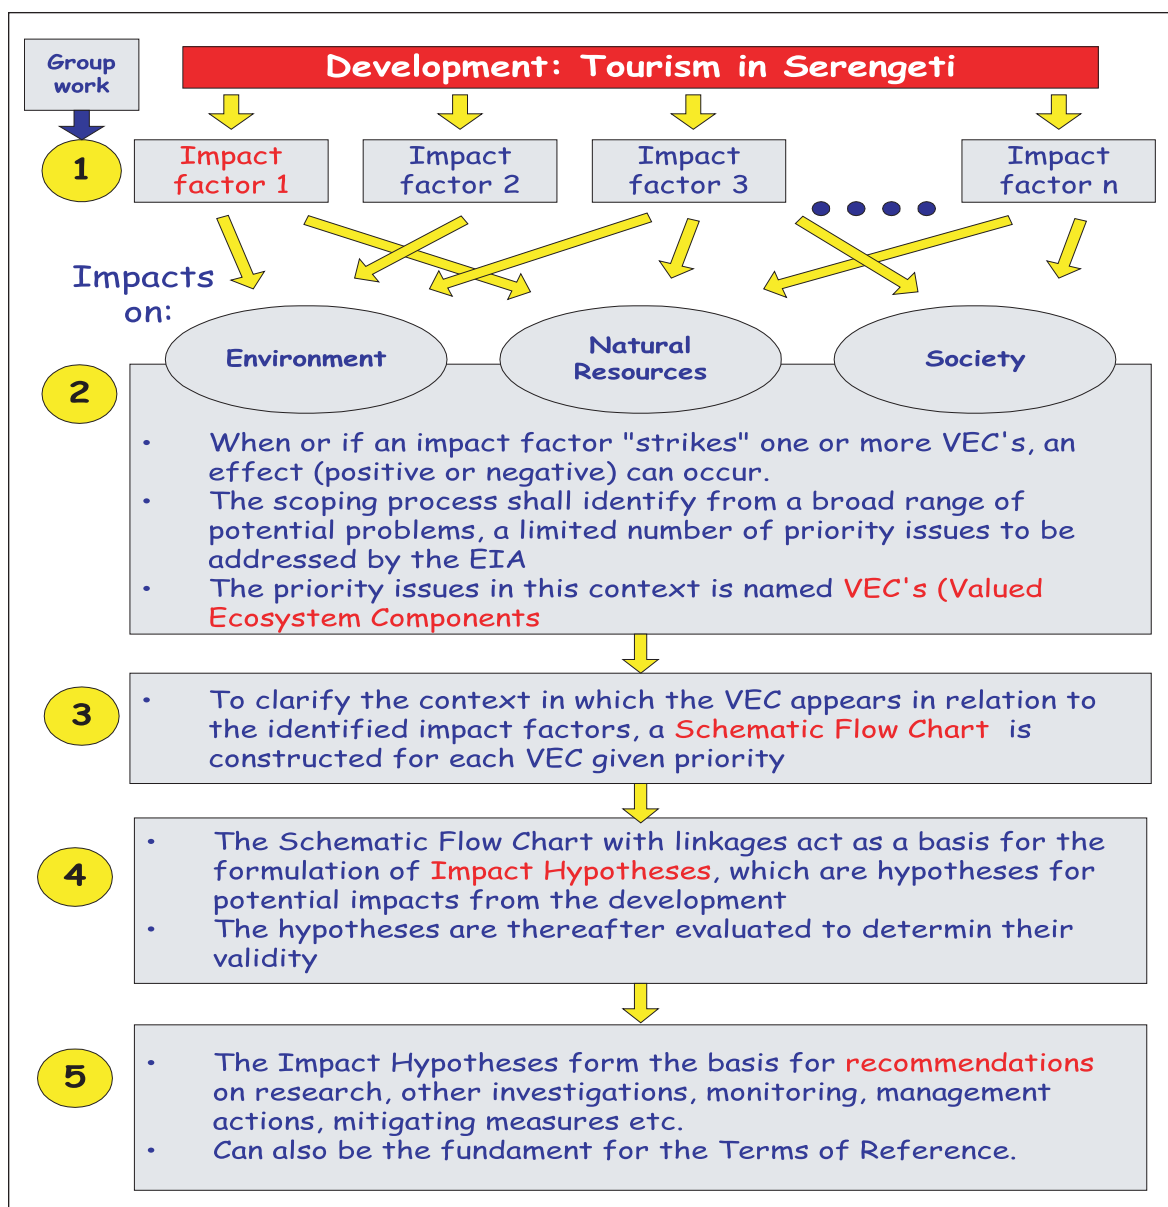 Group
work
Development: Tourism in Serengeti
1
Impact
factor 1
Impact
factor 2
Impact
factor 3
Impact
factor n
Impacts
on:
Environment
Natural
Resources
Society
2
• When or if an impact factor "strikes" one or more VEC's, an
effect (positive or negative) can occur.
• The scoping process shall identify from a broad range of
potential problems, a limited number of priority issues to be
addressed by the EIA
• The priority issues in this context is named VEC's (Valued
Ecosystem Components
3
• To clarify the context in which the VEC appears in relation to
the identified impact factors, a Schematic Flow Chart is
constructed for each VEC given priority
4
• The Schematic Flow Chart with linkages act as a basis for the
formulation of Impact Hypotheses, which are hypotheses for
potential impacts from the development
• The hypotheses are thereafter evaluated to determin their
validity
5
• The Impact Hypotheses form the basis for recommendations
on research, other investigations, monitoring, management
actions, mitigating measures etc.
• Can also be the fundament for the Terms of Reference.